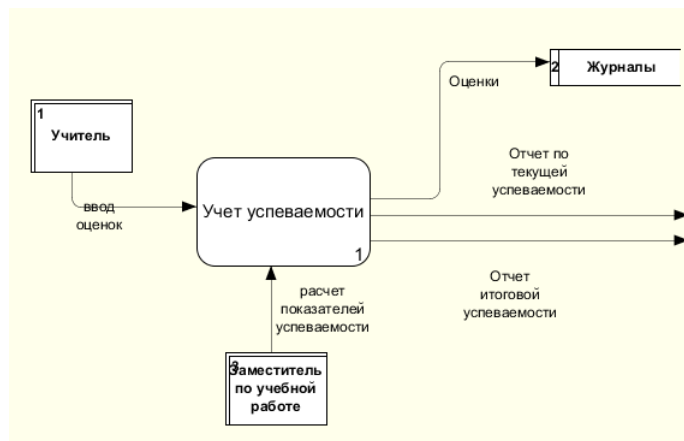 1
Учитель
ввод
оценок
Учет успеваемости
1
Оценки
2
Журналы
Отчет по
текущей
успеваемости
Отчет
итоговой
успеваемости
расчет
показателей
успеваемости
3
Заместитель
по учебной
работе